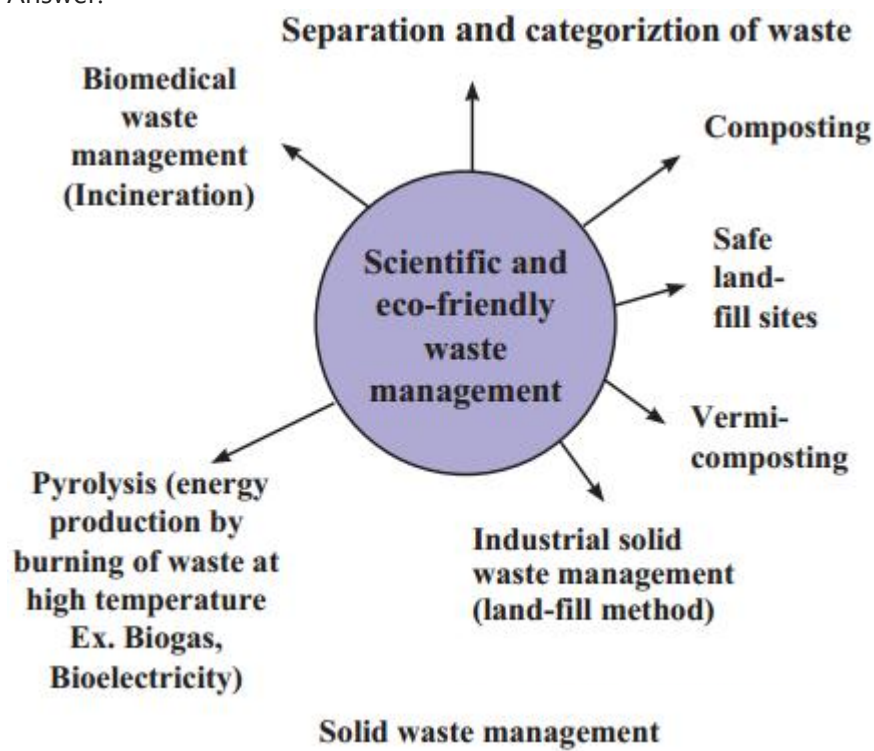 Answer:
Separation and categoriztion of waste
Biomedical
waste
management
(Incineration)
Composting
Safe
land-
fill sites
Scientific and
eco-friendly
waste
management
Vermi-
composting
Pyrolysis (energy
production by
burning of waste at
high temperature
Ex. Biogas,
Bioelectricity)
Industrial solid
waste management
(land-fill method)
Solid waste management